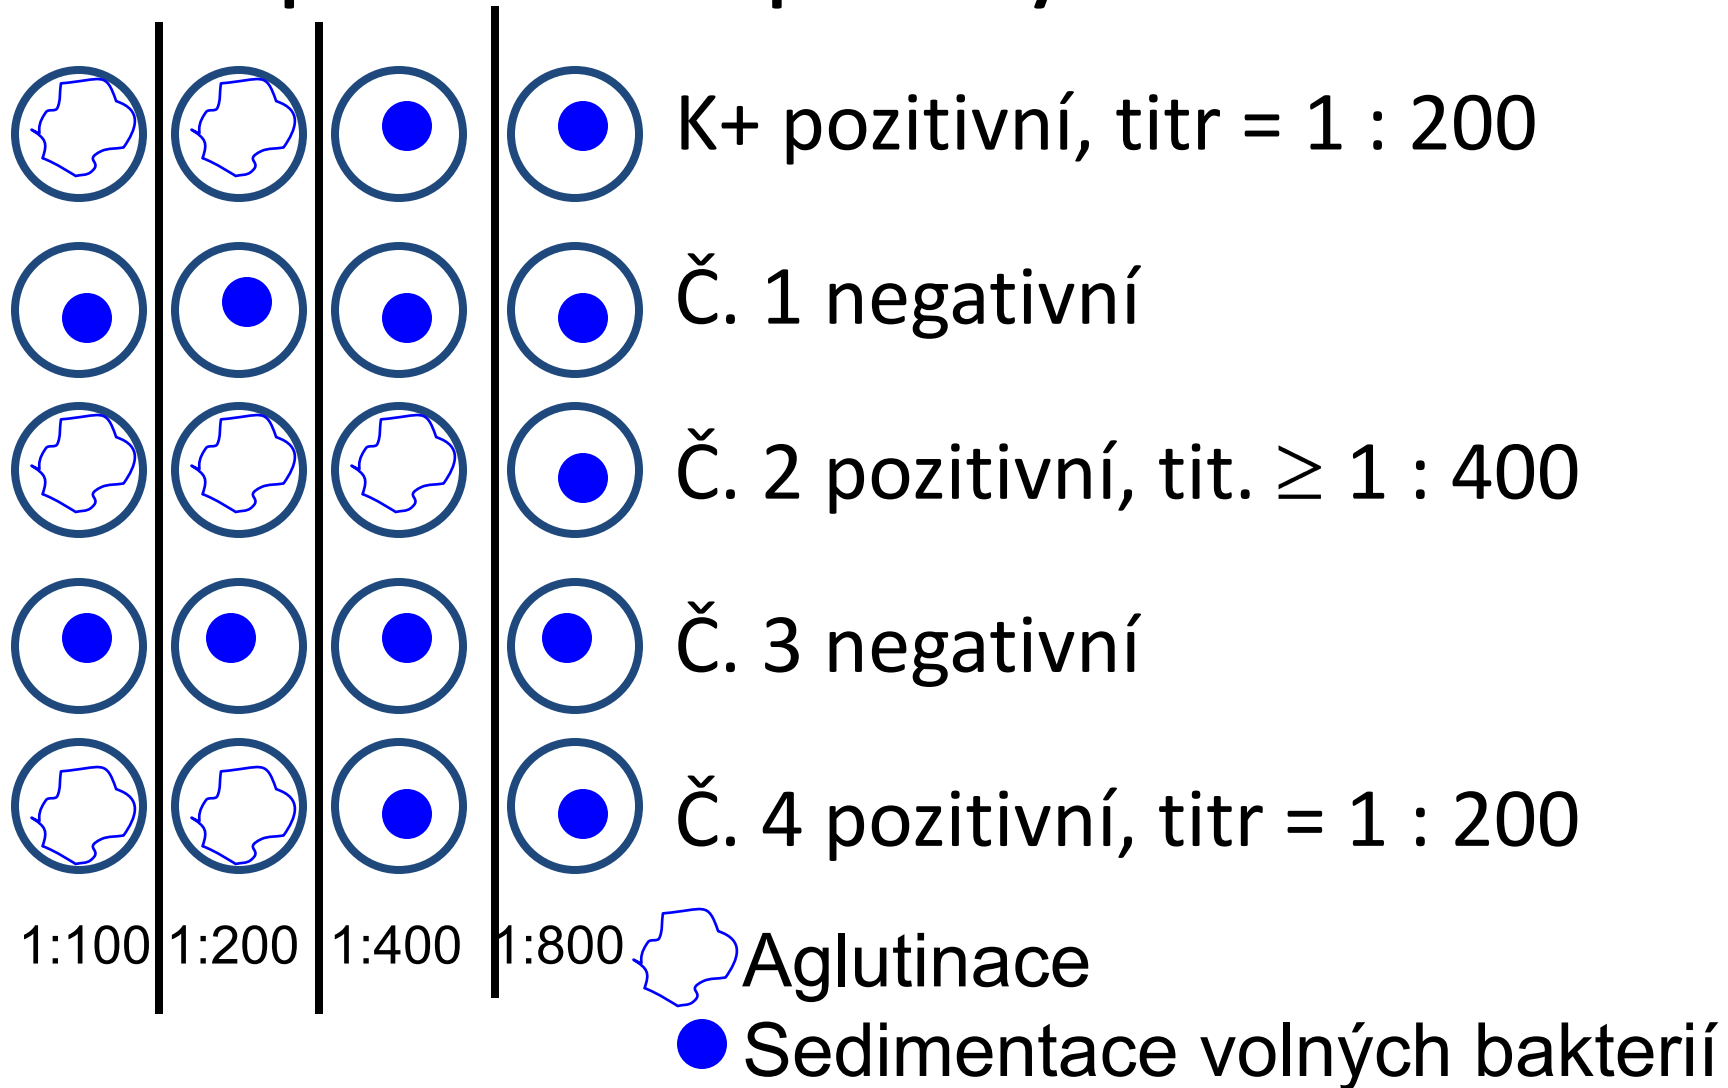 K+ pozitivní, titr = 1 : 200
Č. 1 negativní
Č. 2 pozitivní, tit. ≥ 1 : 400
Č. 3 negativní
Č. 4 pozitivní, titr = 1 : 200
1:100 1:200 1:400 1:800
Aglutinace
Sedimentace volných bakterií